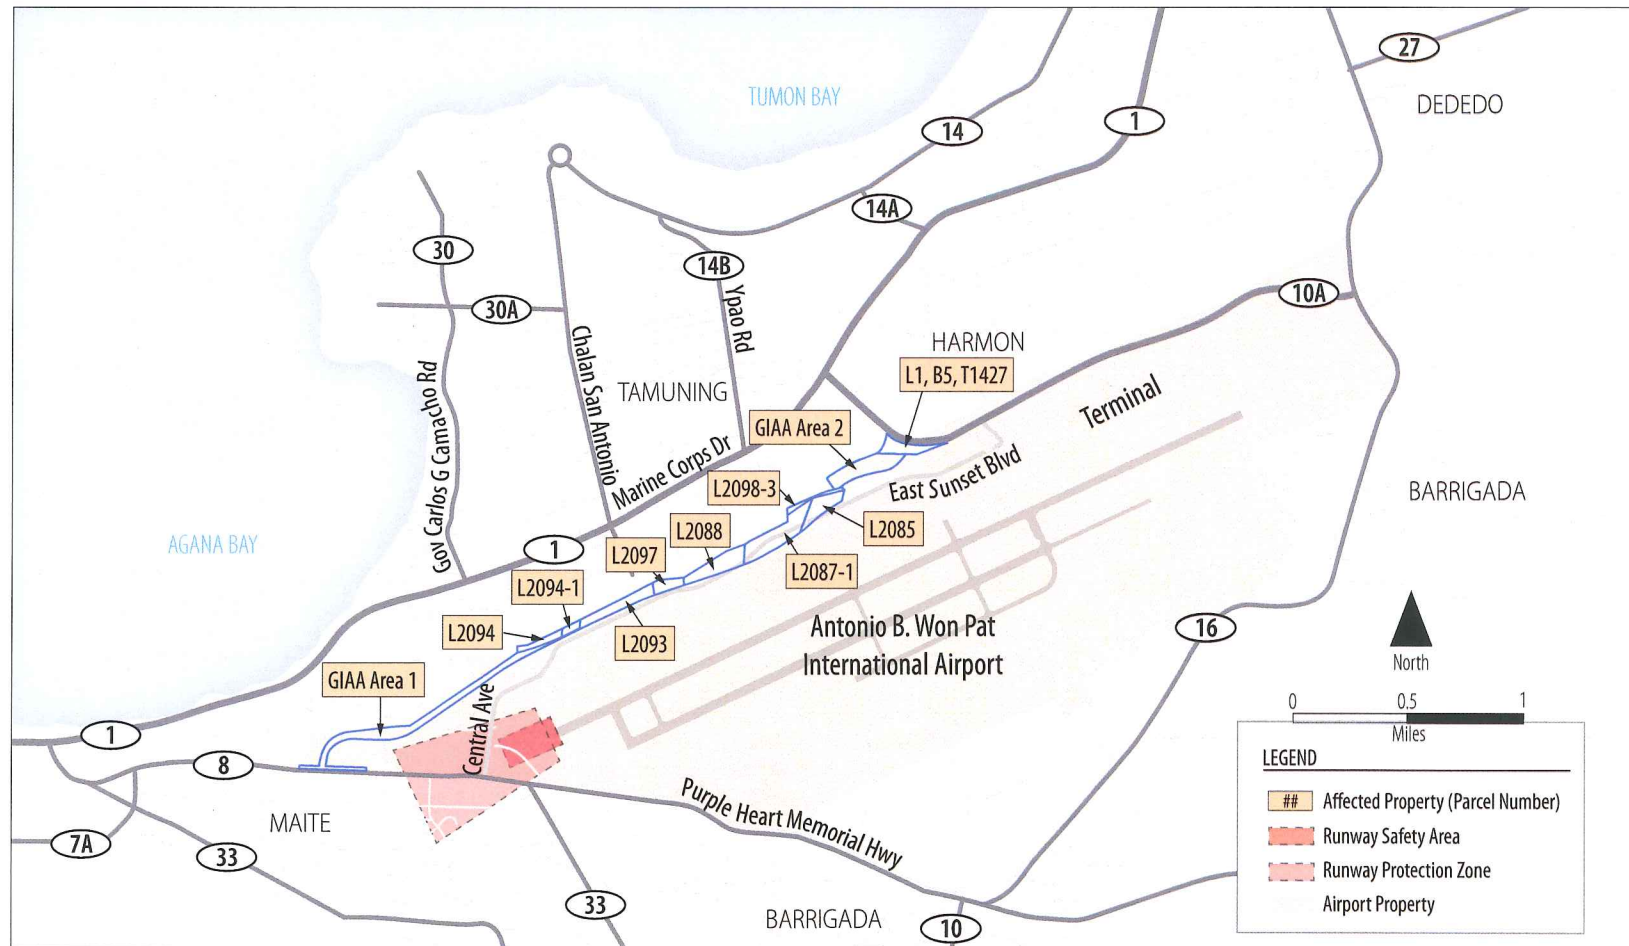 27
TUMON BAY
DEDEDO
14
1
14A
30
14B
10A
30A
Ypao Rd
HARMON
Chalan San Antonio
L1, B5, T1427
Gov Carlos G Camacho Rd
TAMUNING
Terminal
GIAA Area 2
Marine Corps Dr
East Sunset Blvd
L2098-3
BARRIGADA
L2088
L2085
AGANA BAY
1
L2097
L2087-1
L2094-1
L2094
L2093
Antonio B. Won Pat
International Airport
16
North
GIAA Area 1
Central Ave
0 0.5 1
Miles
1
8
LEGEND
## Affected Property (Parcel Number)
Runway Safety Area
Runway Protection Zone
Airport Property
Purple Heart Memorial Hwy
MAITE
7A
33
33
BARRIGADA
10